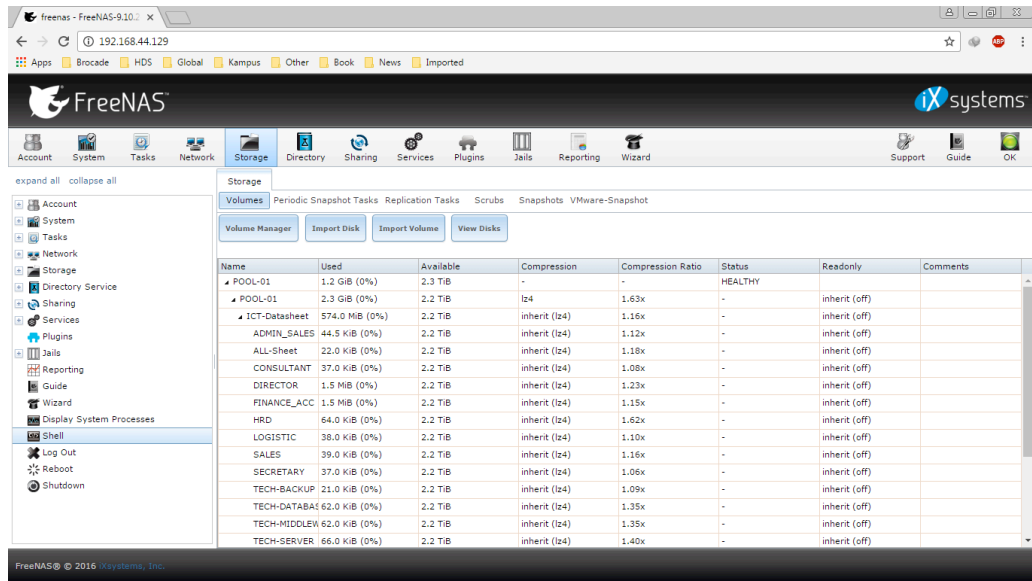 freenas - FreeNAS-9.10.2
192.168.44.129
Apps Brocade HDS Global Kampus Other Book News Imported
ABP
FreeNAS™
iX systems
Account System Tasks Network Storage Directory Sharing Services Plugins Jails Reporting Wizard Support Guide OK
expand all collapse all
Account
System
Tasks
Network
Storage
Directory Service
Sharing
Services
Plugins
Jails
Reporting
Guide
Wizard
Display System Processes
Shell
Log Out
Reboot
Shutdown
Storage
Volumes Periodic Snapshot Tasks Replication Tasks Scrubs Snapshots VMware-Snapshot
Volume Manager Import Disk Import Volume View Disks
Name Used Available Compression Compression Ratio Status Readonly Comments
POOL-01 1.2 GiB (0%) 2.3 TiB - - HEALTHY
POOL-01 2.3 GiB (0%) 2.2 TiB lz4 1.63x - inherit (off)
ICT-Datasheet 574.0 MiB (0%) 2.2 TiB inherit (lz4) 1.16x - inherit (off)
ADMIN_SALES 44.5 KiB (0%) 2.2 TiB inherit (lz4) 1.12x - inherit (off)
ALL-Sheet 22.0 KiB (0%) 2.2 TiB inherit (lz4) 1.18x - inherit (off)
CONSULTANT 37.0 KiB (0%) 2.2 TiB inherit (lz4) 1.08x - inherit (off)
DIRECTOR 1.5 MiB (0%) 2.2 TiB inherit (lz4) 1.23x - inherit (off)
FINANCE_ACC 1.5 MiB (0%) 2.2 TiB inherit (lz4) 1.15x - inherit (off)
HRD 64.0 KiB (0%) 2.2 TiB inherit (lz4) 1.62x - inherit (off)
LOGISTIC 38.0 KiB (0%) 2.2 TiB inherit (lz4) 1.10x - inherit (off)
SALES 39.0 KiB (0%) 2.2 TiB inherit (lz4) 1.16x - inherit (off)
SECRETARY 37.0 KiB (0%) 2.2 TiB inherit (lz4) 1.06x - inherit (off)
TECH-BACKUP 21.0 KiB (0%) 2.2 TiB inherit (lz4) 1.09x - inherit (off)
TECH-DATABAS 62.0 KiB (0%) 2.2 TiB inherit (lz4) 1.35x - inherit (off)
TECH-MIDDLEW 62.0 KiB (0%) 2.2 TiB inherit (lz4) 1.35x - inherit (off)
TECH-SERVER 66.0 KiB (0%) 2.2 TiB inherit (lz4) 1.40x - inherit (off)
FreeNAS® © 2016 iXsystems, Inc.